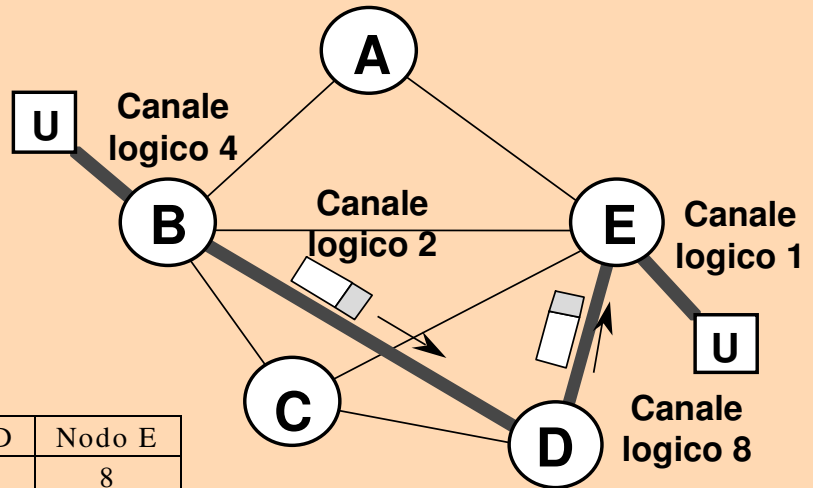 A
U
Canale
logico 4
B
Canale
logico 2
E
Canale
logico 1
U
C
D
Canale
logico 8
D Nodo E
8